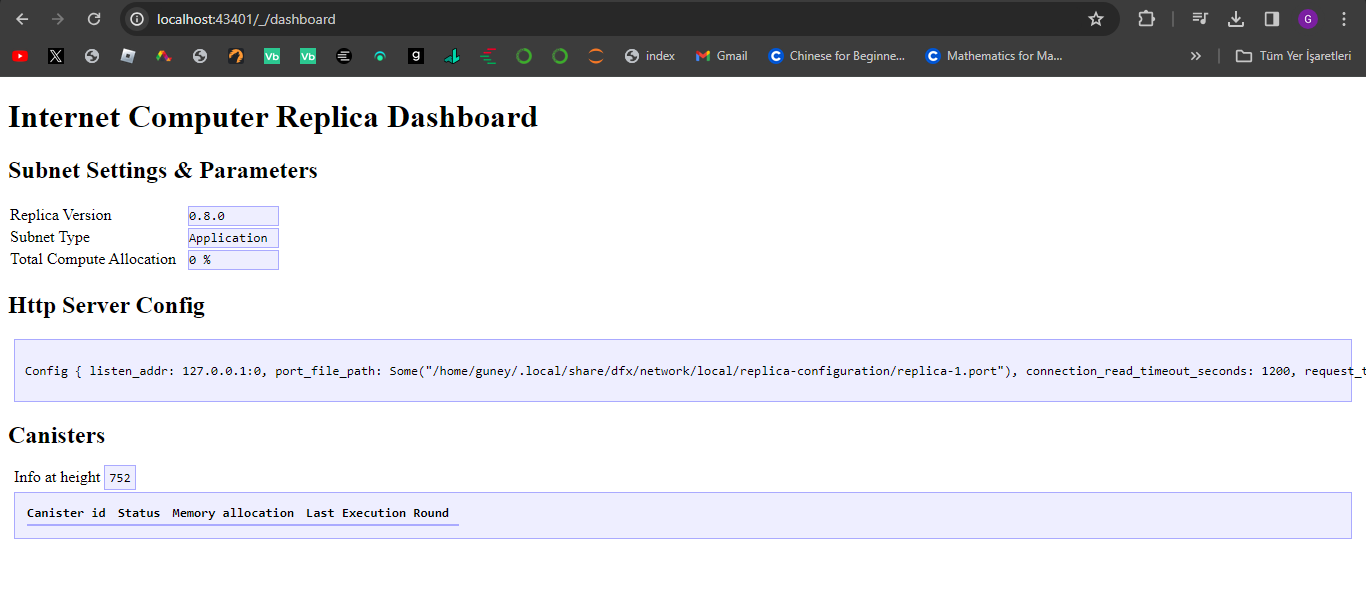 localhost:43401/_/dashboard
G
Vb Vb g index Gmail Chinese for Beginne... Mathematics for Ma... » Tüm Yer İşaretleri
Internet Computer Replica Dashboard
Subnet Settings & Parameters
Replica Version 0.8.0
Subnet Type Application
Total Compute Allocation 0 %
Http Server Config
Config { listen_addr: 127.0.0.1:0, port_file_path: Some("/home/guney/.local/share/dfx/network/local/replica-configuration/replica-1.port"), connection_read_timeout_seconds: 1200, request_t
Canisters
Info at height 752
Canister id Status Memory allocation Last Execution Round